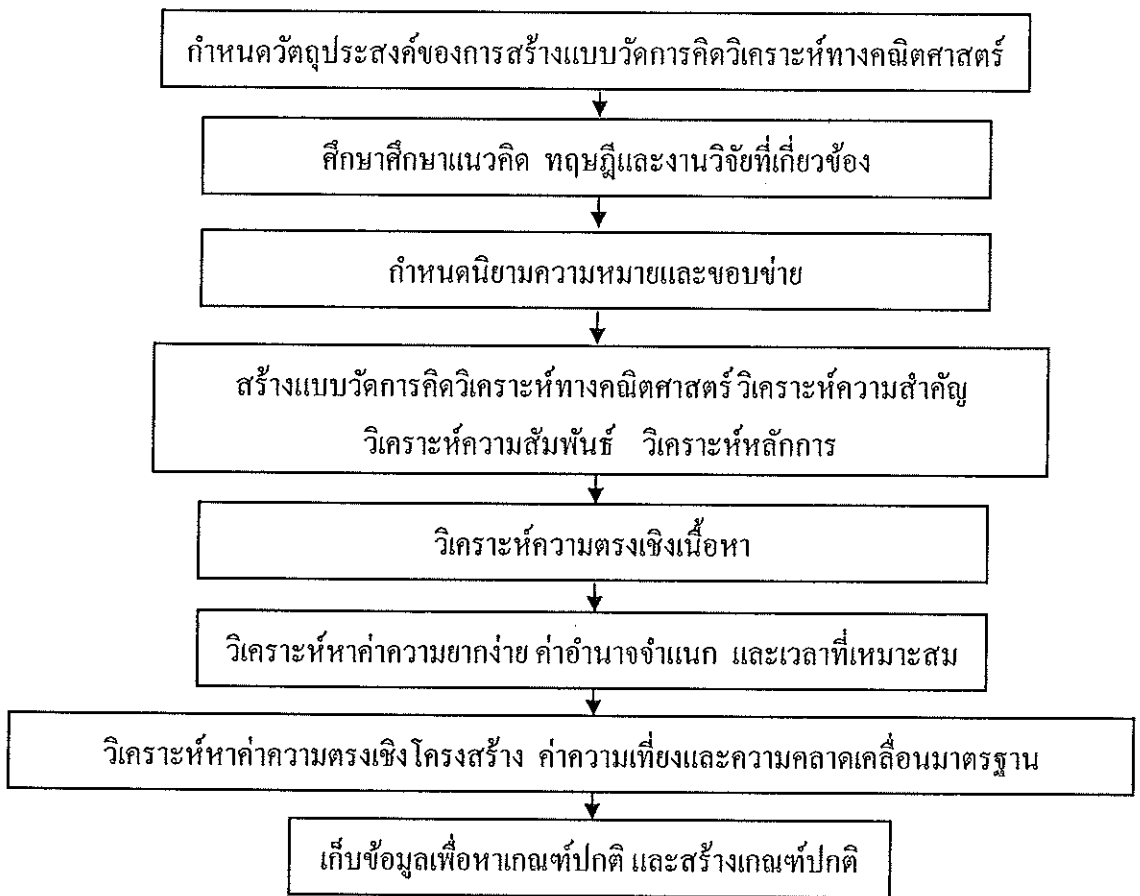 กำหนดวัตถุประสงค์ของการสร้างแบบวัดการคิดวิเคราะห์ทางคณิตศาสตร์
ศึกษาศึกษาแนวคิด ทฤษฎีและงานวิจัยที่เกี่ยวข้อง
กำหนดนิยามความหมายและขอบข่าย
สร้างแบบวัดการคิดวิเคราะห์ทางคณิตศาสตร์ วิเคราะห์ความสำคัญ
วิเคราะห์ความสัมพันธ์ วิเคราะห์หลักการ
วิเคราะห์ความตรงเชิงเนื้อหา
วิเคราะห์หาค่าความยากง่าย ค่าอำนาจจำแนก และเวลาที่เหมาะสม
วิเคราะห์หาค่าความตรงเชิงโครงสร้าง ค่าความเที่ยงและความคลาดเคลื่อนมาตรฐาน
เก็บข้อมูลเพื่อหาเกณฑ์ปกติ และสร้างเกณฑ์ปกติ